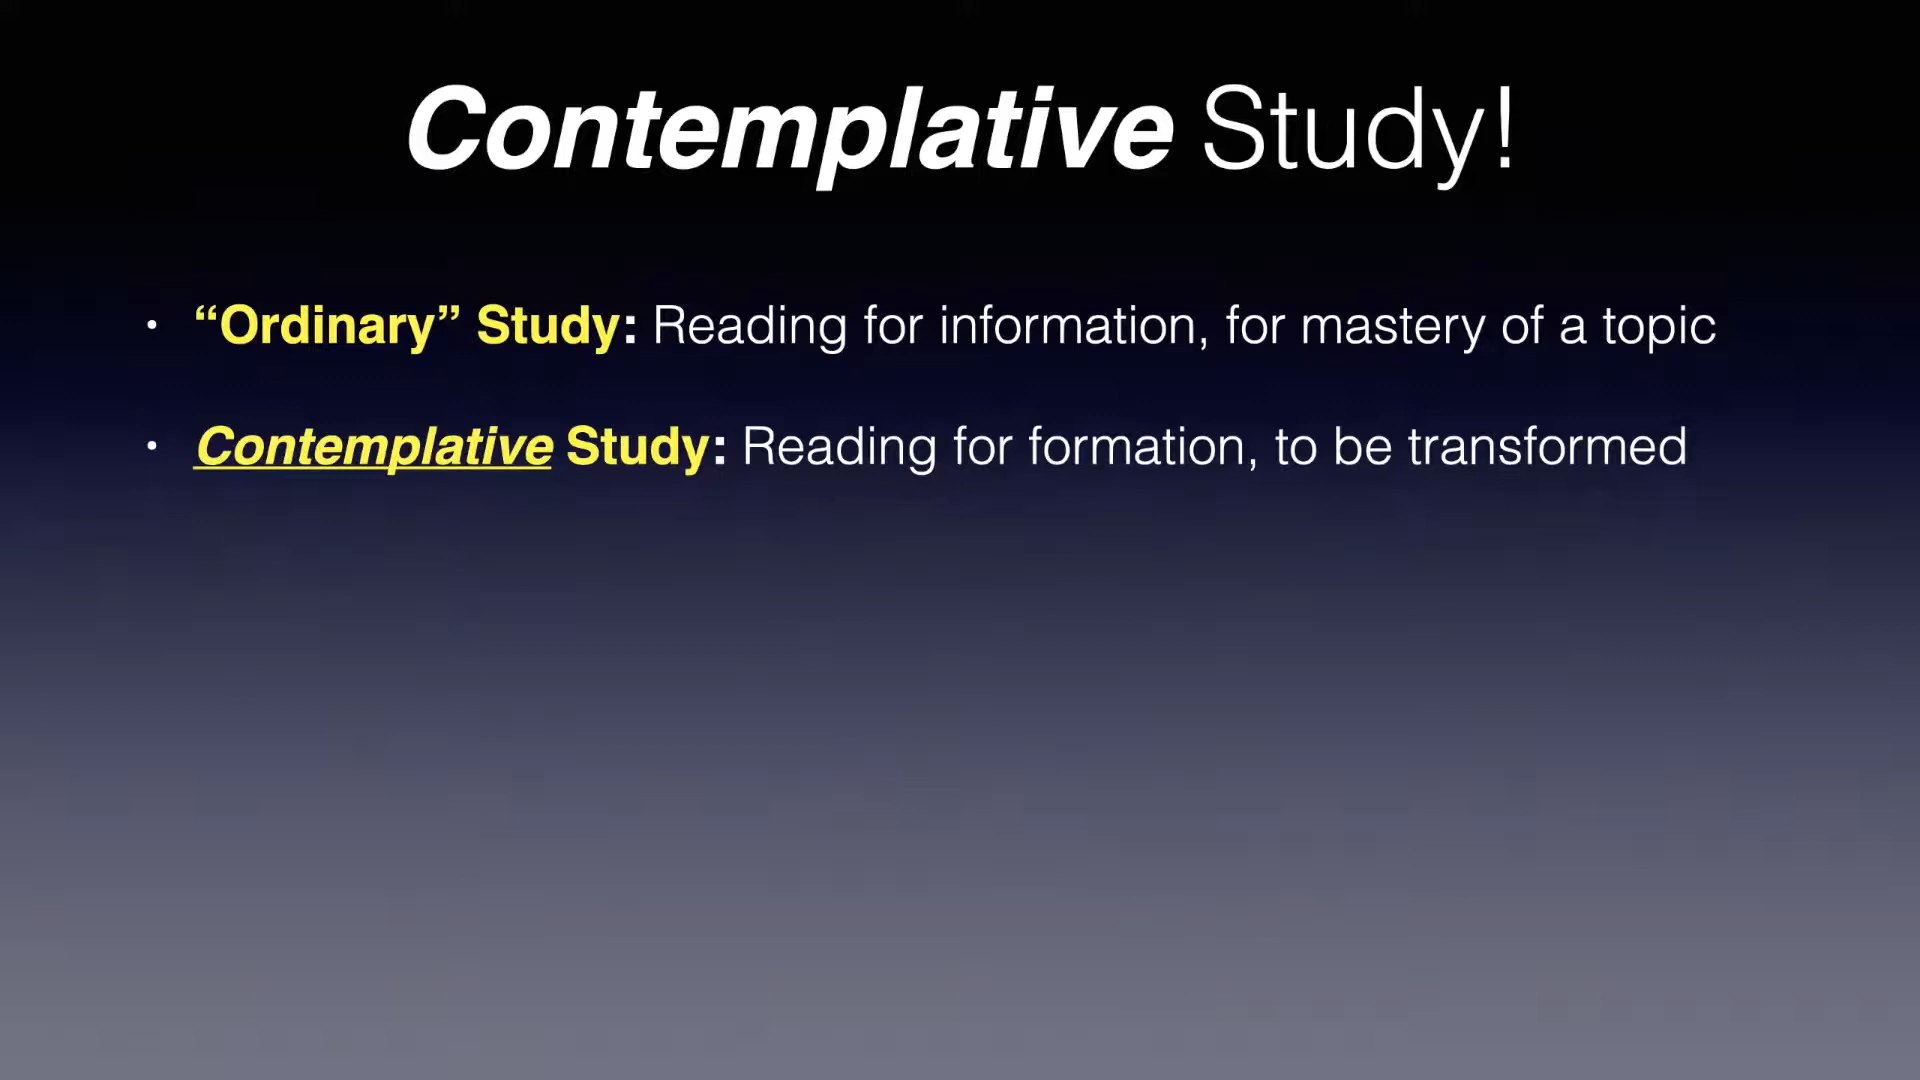 Contemplative Study!
• “Ordinary” Study: Reading for information, for mastery of a topic
• Contemplative Study: Reading for formation, to be transformed